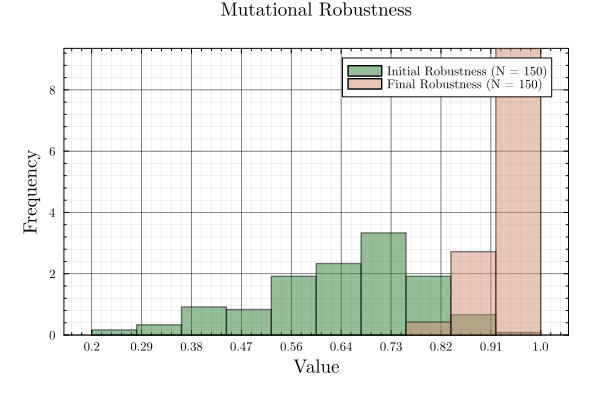 Mutational Robustness
Initial Robustness (N = 150)
Final Robustness (N = 150)
Frequency
8
6
4
2
0
0.2 0.29 0.38 0.47 0.56 0.64 0.73 0.82 0.91 1.0
Value